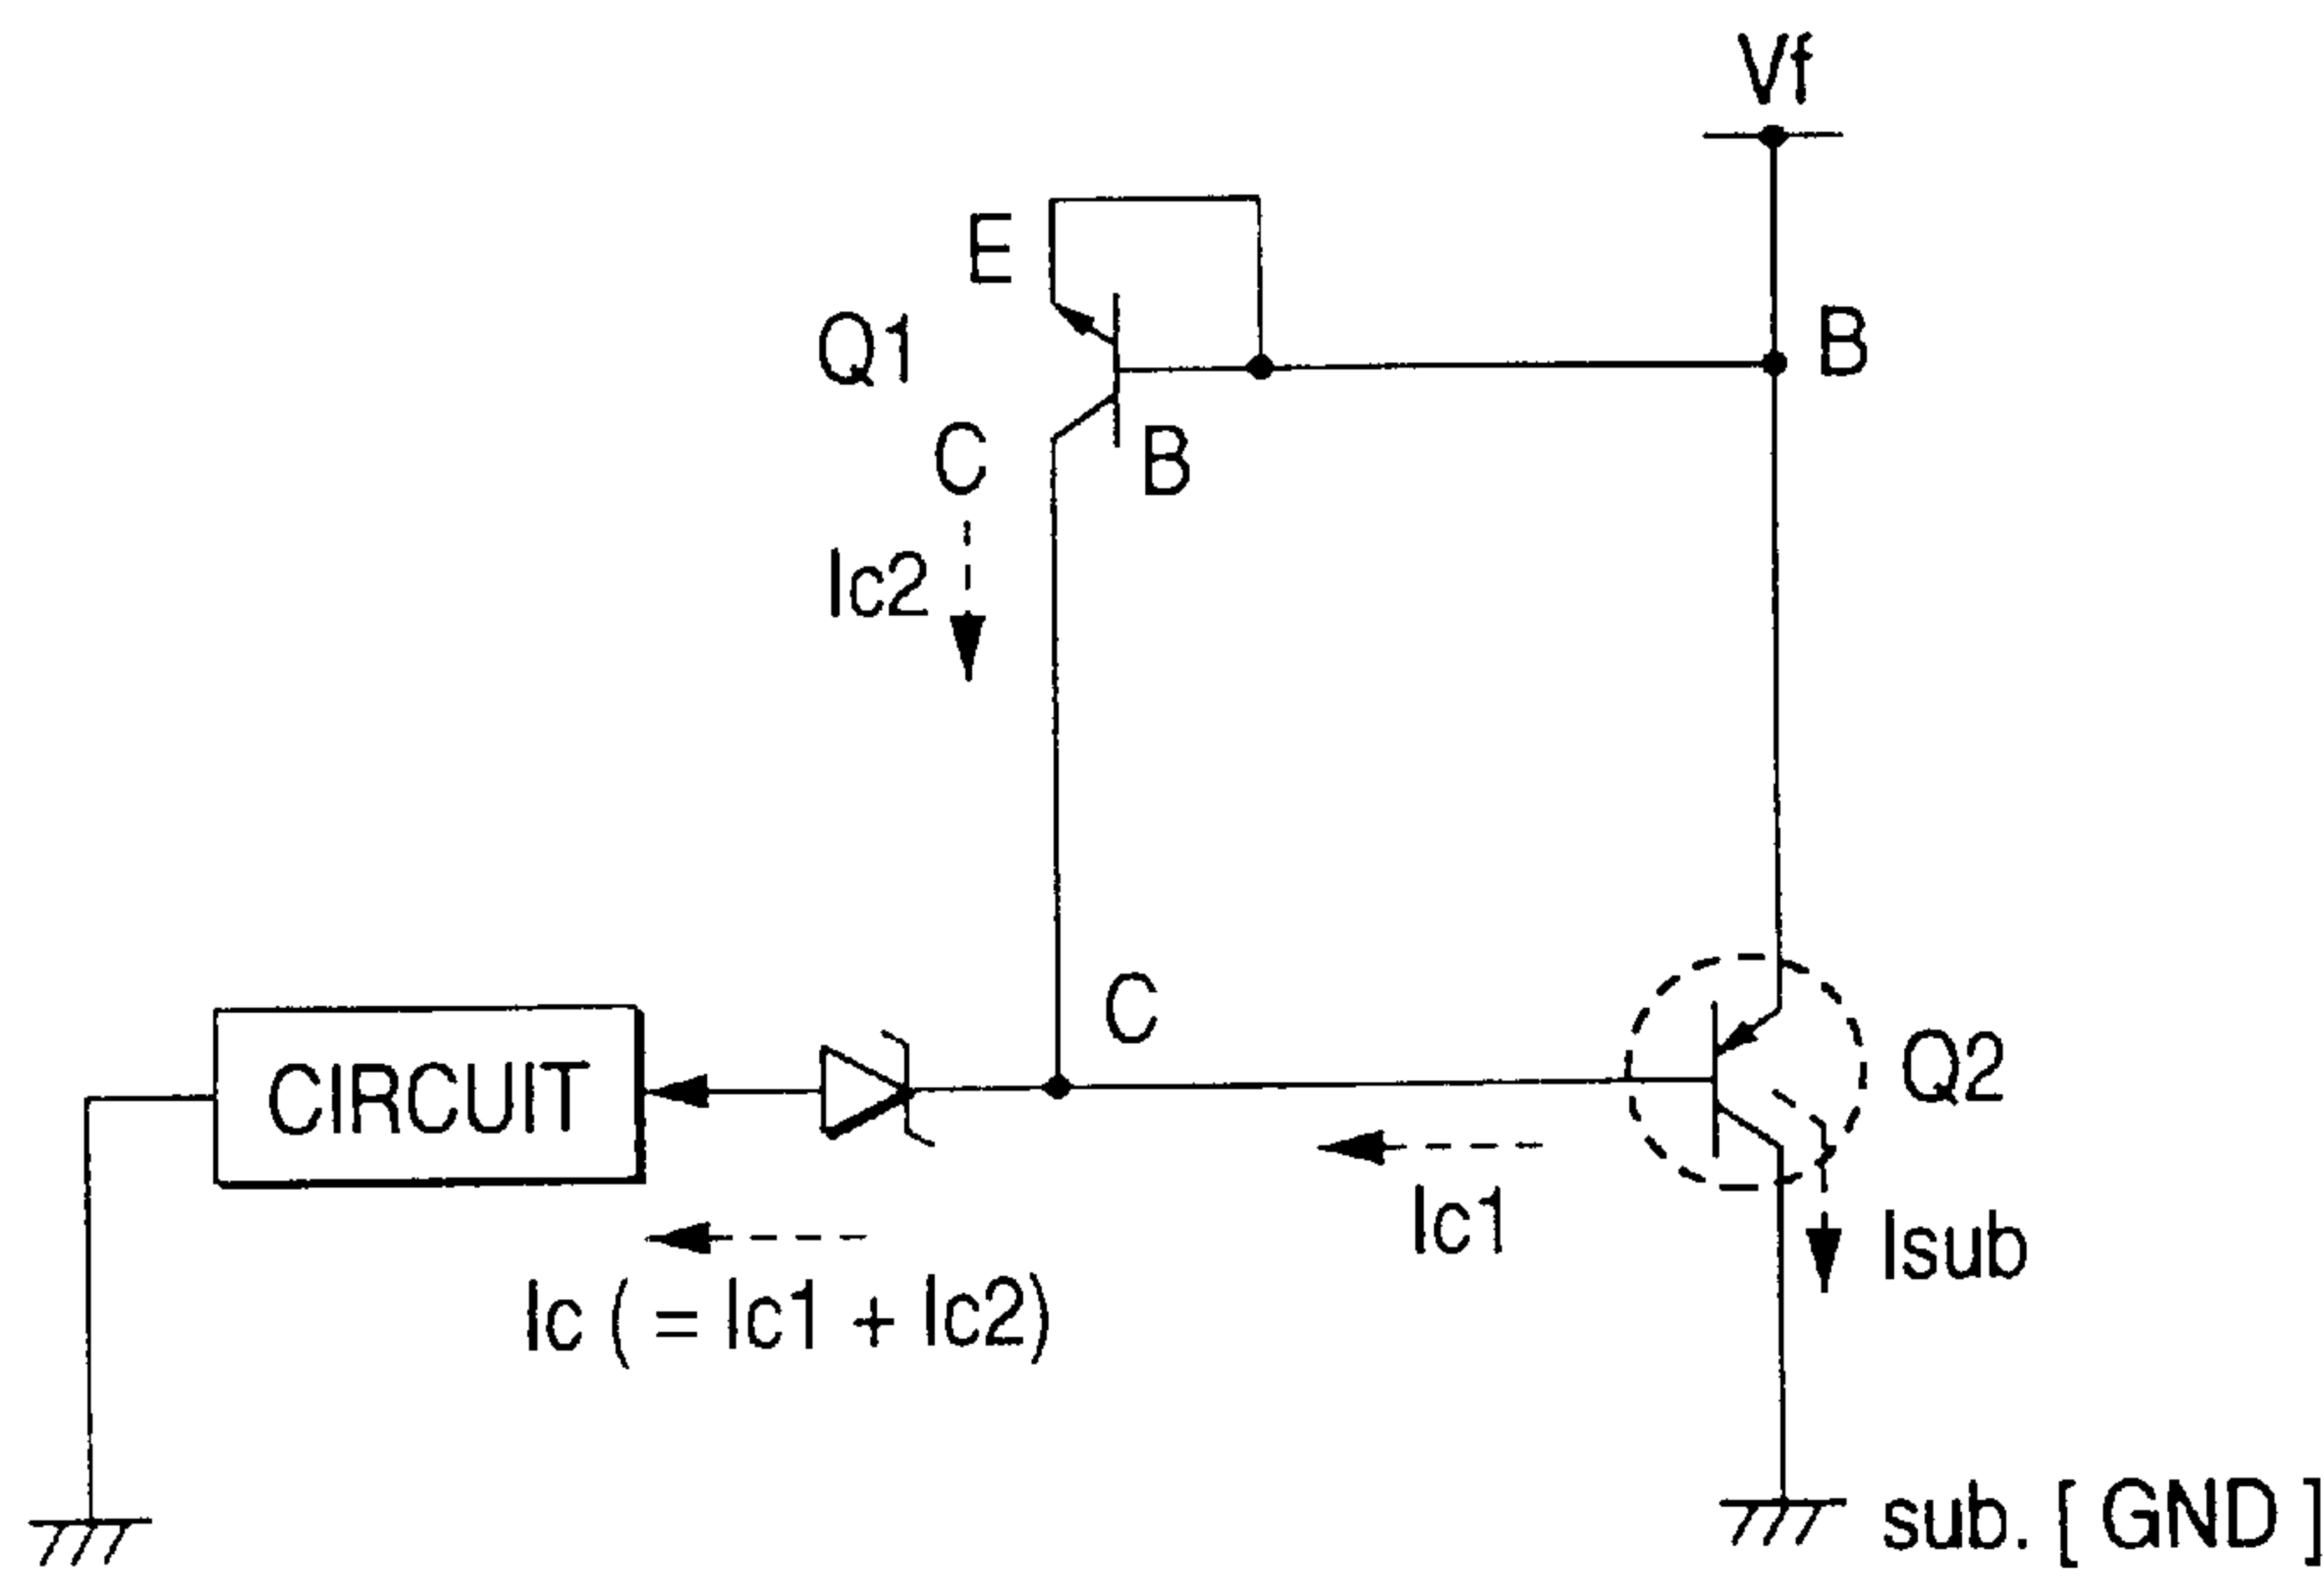 Vf
E
Q1
B
C
B
Ic2
C
CIRCUIT
Q2
Ic1
Isub
Ic ( = Ic1 + Ic2)
sub. [ GND ]